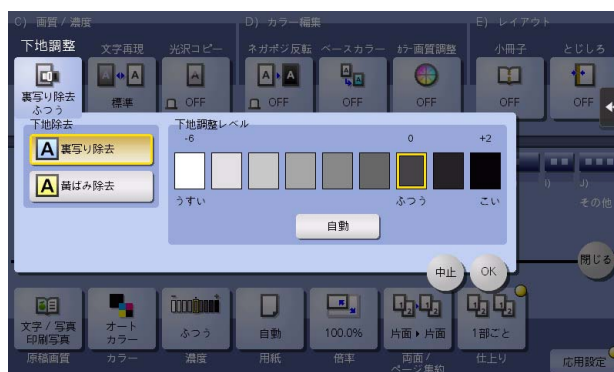 C) 画質 / 濃度
D) カラー編集
E) レイアウト
下地調整
文字再現
光沢コピー
ネガポジ反転
ベースカラー
カラー画質調整
小冊子
とじしろ
裏写り除去
ふつう
標準
OFF
OFF
OFF
OFF
OFF
OFF
下地除去
A 裏写り除去
A 黄ばみ除去
下地調整レベル
-6
0
+2
うすい
ふつう
こい
自動
I)
J)
その他
中止
OK
閉じる
文字 / 写真
印刷写真
オート
カラー
ふつう
自動
100.0%
片面 ▸ 片面
1部ごと
原稿画質
カラー
濃度
用紙
倍率
両面 /
ページ集約
仕上り
応用設定